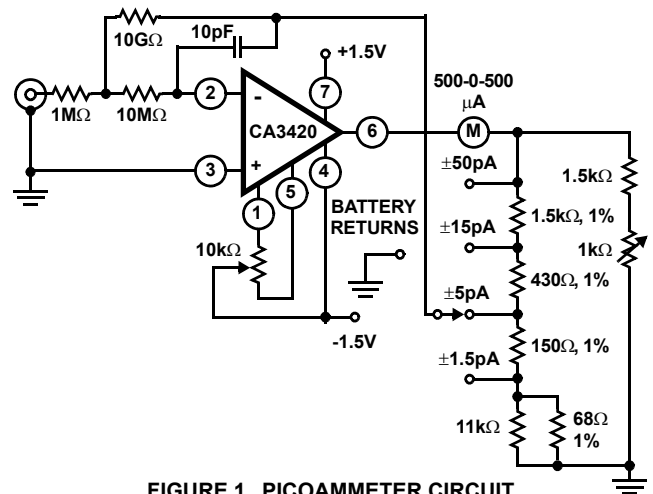 10GΩ
10pF
+1.5V
500-0-500
μA
1MΩ
10MΩ
2
-
7
CA3420
6
M
3
+
4
5
1
±50pA
1.5kΩ
BATTERY
RETURNS
1.5kΩ, 1%
±15pA
10kΩ
1kΩ
430Ω, 1%
±5pA
-1.5V
150Ω, 1%
±1.5pA
11kΩ
68Ω
1%
FIGURE 1. PICOAMMETER CIRCUIT